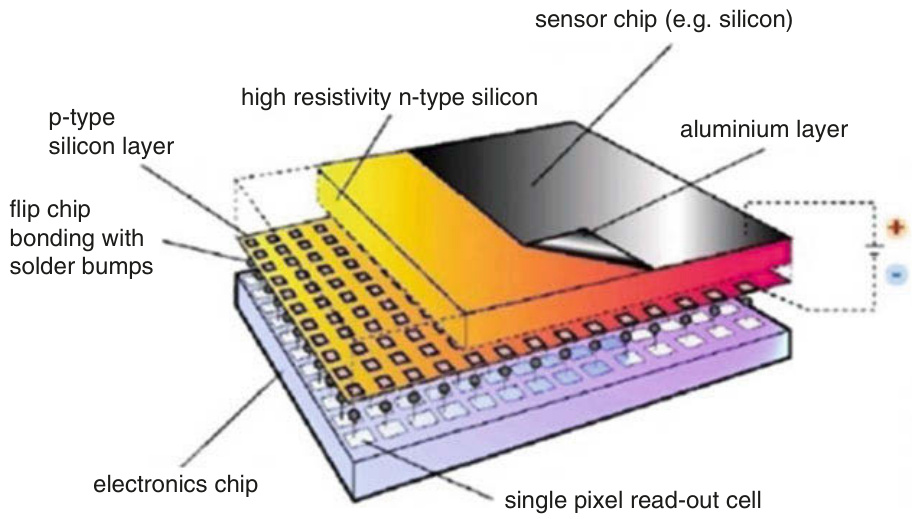 sensor chip (e.g. silicon)
high resistivity n-type silicon
p-type
silicon layer
aluminium layer
flip chip
bonding with
solder bumps
+
-
electronics chip
single pixel read-out cell